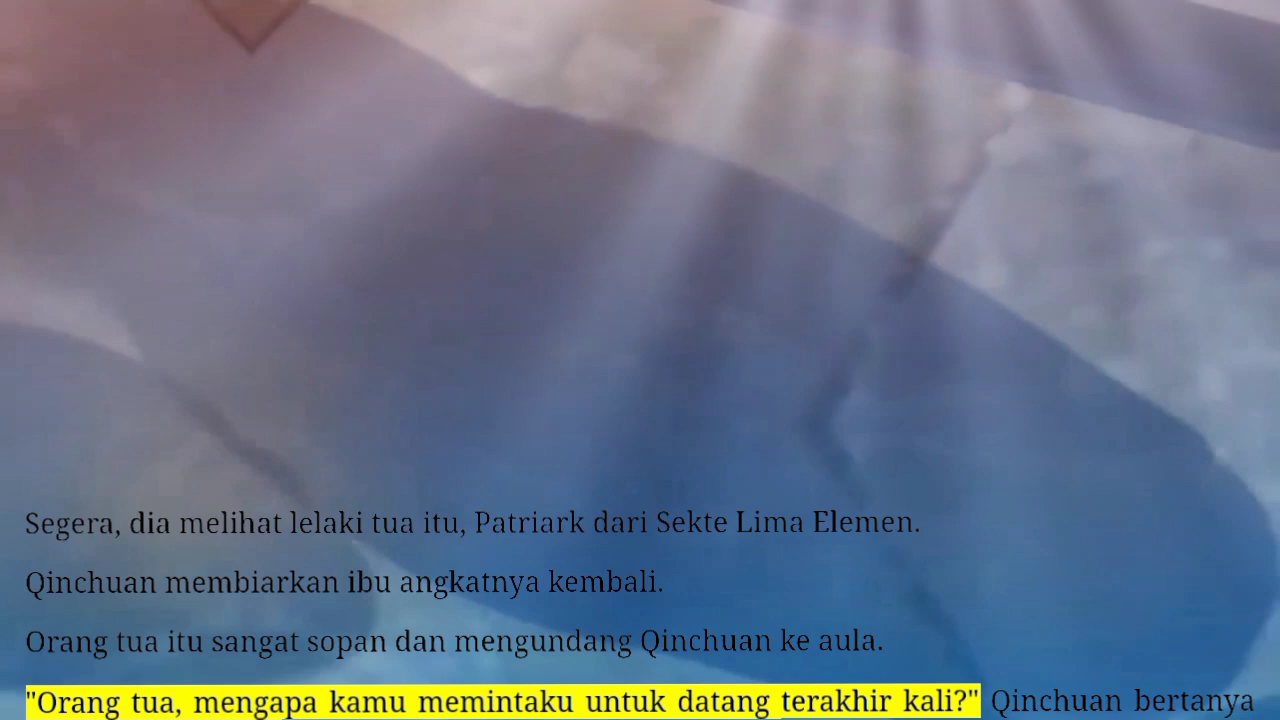 Segera, dia melihat lelaki tua itu, Patriark dari Sekte Lima Elemen.
Qinchuan membiarkan ibu angkatnya kembali.
Orang tua itu sangat sopan dan mengundang Qinchuan ke aula.
"Orang tua, mengapa kamu memintaku untuk datang terakhir kali?" Qinchuan bertanya